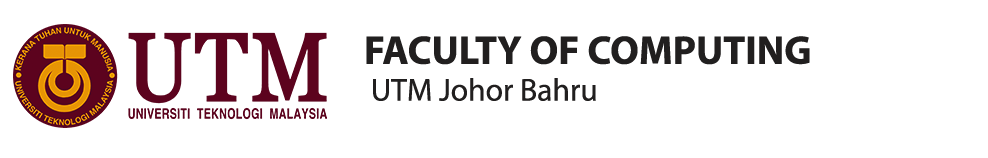 KERANA TUHAN UNTUK MANUSIA
UNIVERSITI TEKNOLOGI MALAYSIA
UTM
UNIVERSITI TEKNOLOGI MALAYSIA
FACULTY OF COMPUTING
UTM Johor Bahru